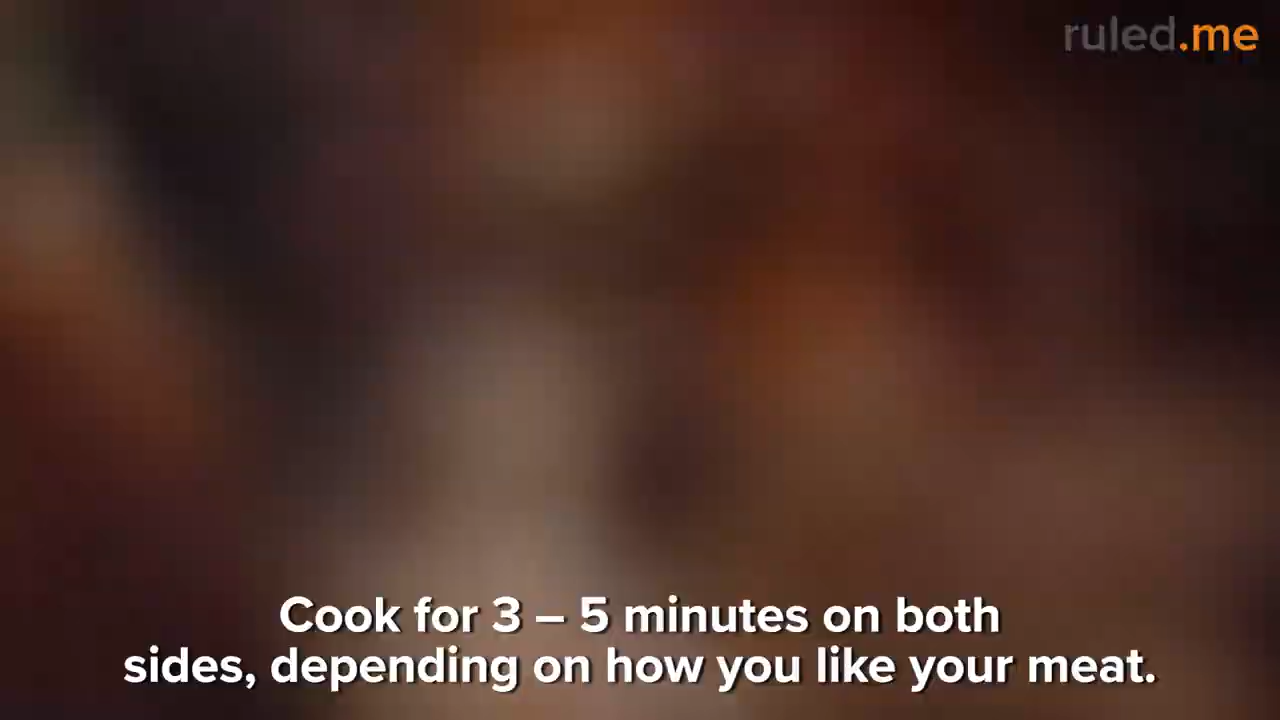 ruled.me
Cook for 3 – 5 minutes on both
sides, depending on how you like your meat.